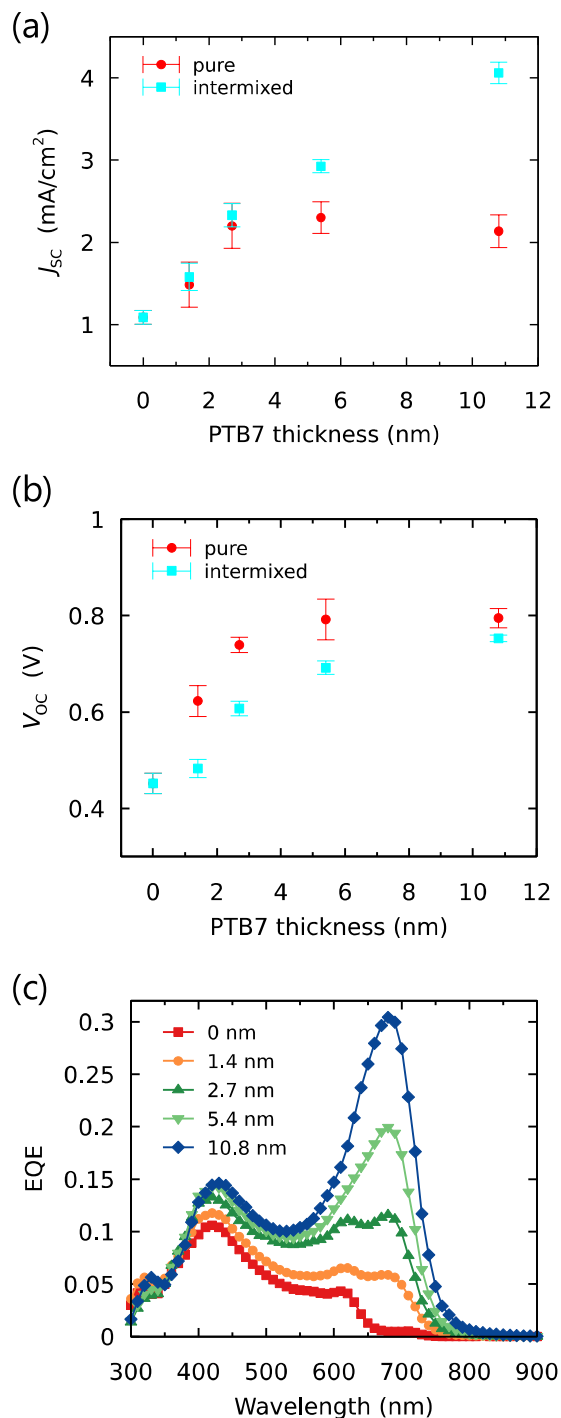 (a)
pure
intermixed
4
3
2
1
J_SC (mA/cm²)
0 2 4 6 8 10 12
PTB7 thickness (nm)
(b)
1
pure
intermixed
0.8
0.6
0.4
V_OC (V)
0 2 4 6 8 10 12
PTB7 thickness (nm)
(c)
0.3
0 nm
1.4 nm
2.7 nm
5.4 nm
10.8 nm
0.25
0.2
0.15
0.1
0.05
0
EQE
300 400 500 600 700 800 900
Wavelength (nm)